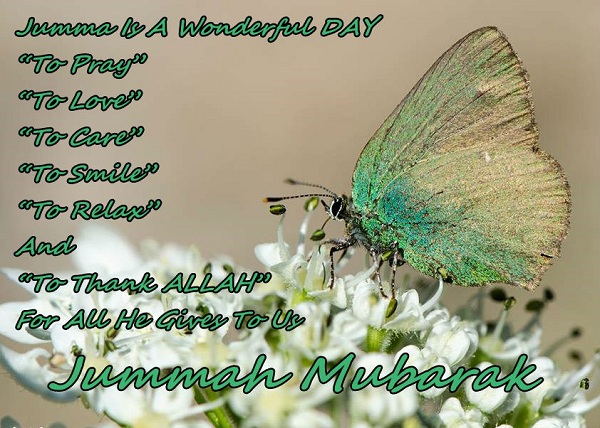 Jumma Is A Wonderful DAY
“To Pray”
“To Love”
“To Care”
“To Smile”
“To Relax”
And
“To Thank ALLAH”
For All He Gives To Us
Jummah Mubarak